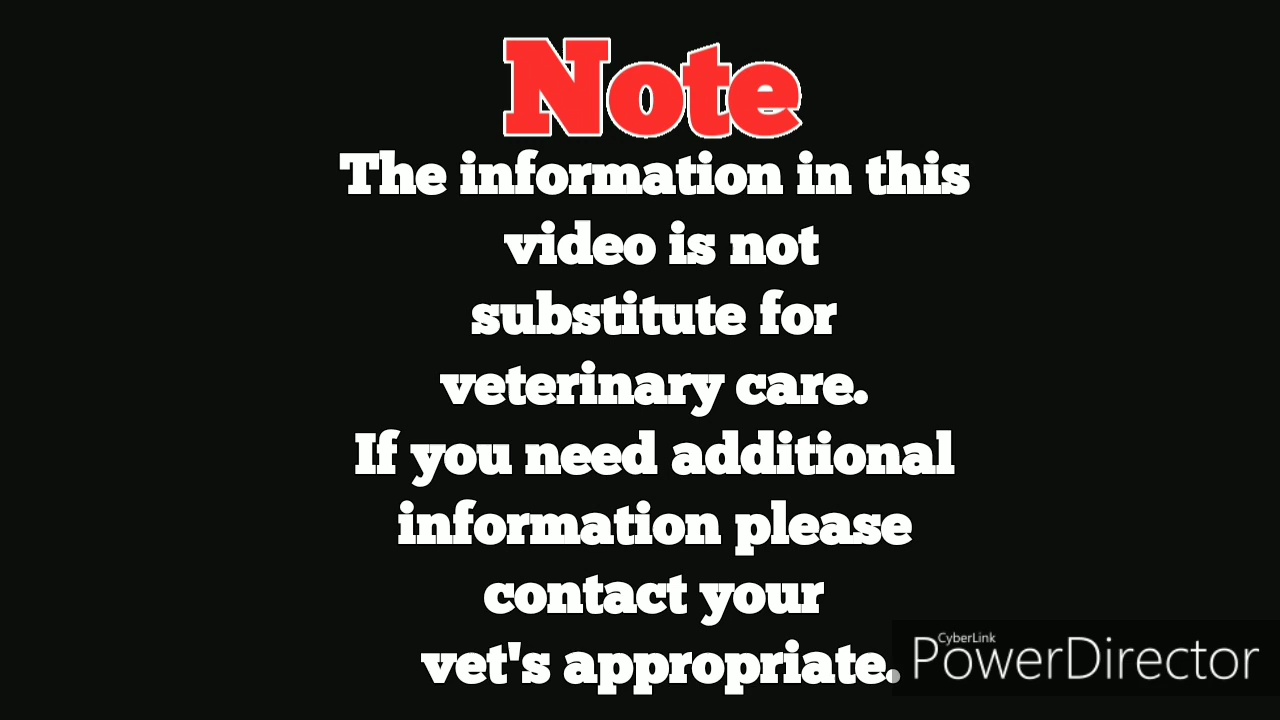 Note
The information in this
video is not
substitute for
veterinary care.
If you need additional
information please
contact your
vet's appropriate.
CyberLink
PowerDirector